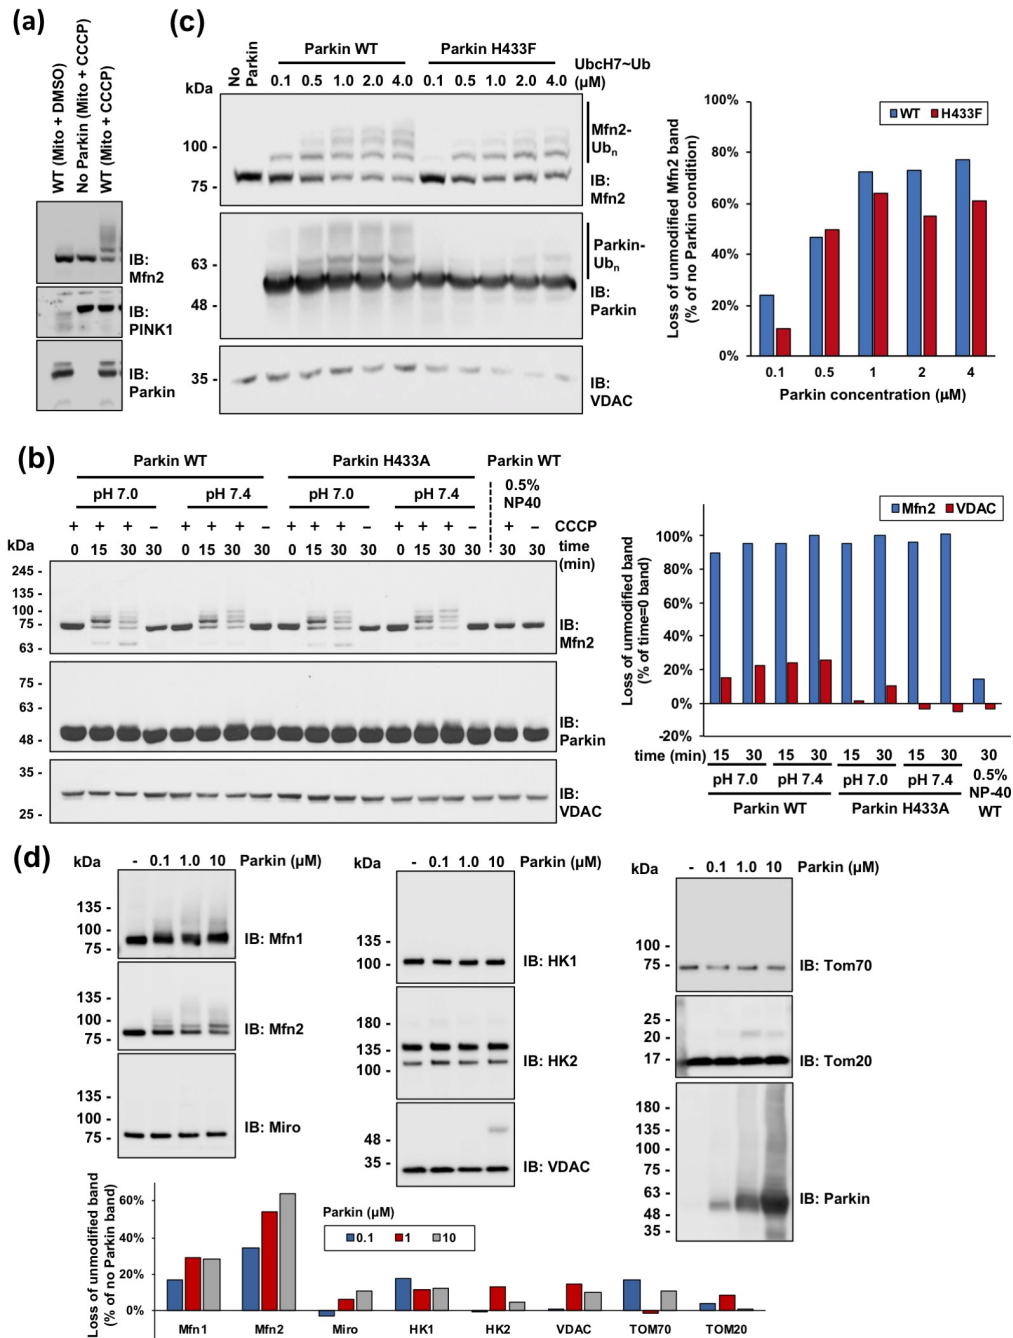 (a)
WT (Mito + DMSO)
No Parkin (Mito + CCCP)
WT (Mito + CCCP)
IB:
Mfn2
IB:
PINK1
IB:
Parkin
(c)
No
Parkin
Parkin WT
Parkin H433F
UbcH7~Ub
(µM)
0.1 0.5 1.0 2.0 4.0 0.1 0.5 1.0 2.0 4.0
kDa
100 -
75 -
Mfn2-
Ubn
IB:
Mfn2
63 -
48 -
Parkin-
Ubn
IB:
Parkin
35 -
IB:
VDAC
Loss of unmodified Mfn2 band
(% of no Parkin condition)
100%
80%
60%
40%
20%
0%
WT H433F
0.1 0.5 1 2 4
Parkin concentration (µM)
(b)
Parkin WT Parkin H433A Parkin WT
pH 7.0 pH 7.4 pH 7.0 pH 7.4 0.5%
NP40
+ + + – + + + – + + + – + + + – + – CCCP
0 15 30 30 0 15 30 30 0 15 30 30 0 15 30 30 30 30 time
(min)
kDa
245 -
135 -
100 -
75 -
63 -
IB:
Mfn2
75 -
63 -
48 -
IB:
Parkin
35 -
25 -
IB:
VDAC
Loss of unmodified band
(% of time=0 band)
Mfn2 VDAC
100%
80%
60%
40%
20%
0%
-20%
time (min) 15 30 15 30 15 30 15 30 30
pH 7.0 pH 7.4 pH 7.0 pH 7.4 0.5%
NP-40
WT
Parkin WT Parkin H433A
(d)
kDa
- 0.1 1.0 10 Parkin (µM)
135 -
100 -
75 -
IB: Mfn1
135 -
100 -
75 -
IB: Mfn2
135 -
100 -
75 -
IB: Miro
kDa
- 0.1 1.0 10 Parkin (µM)
135 -
100 -
IB: HK1
180 -
135 -
100 -
IB: HK2
48 -
35 -
IB: VDAC
kDa
- 0.1 1.0 10 Parkin (µM)
100 -
75 -
IB: Tom70
25 -
20 -
17 -
IB: Tom20
180 -
135 -
100 -
75 -
63 -
48 -
35 -
IB: Parkin
Loss of unmodified band
(% of no Parkin band)
60%
40%
20%
0%
Parkin (µM)
0.1 1 10
Mfn1 Mfn2 Miro HK1 HK2 VDAC TOM70 TOM20